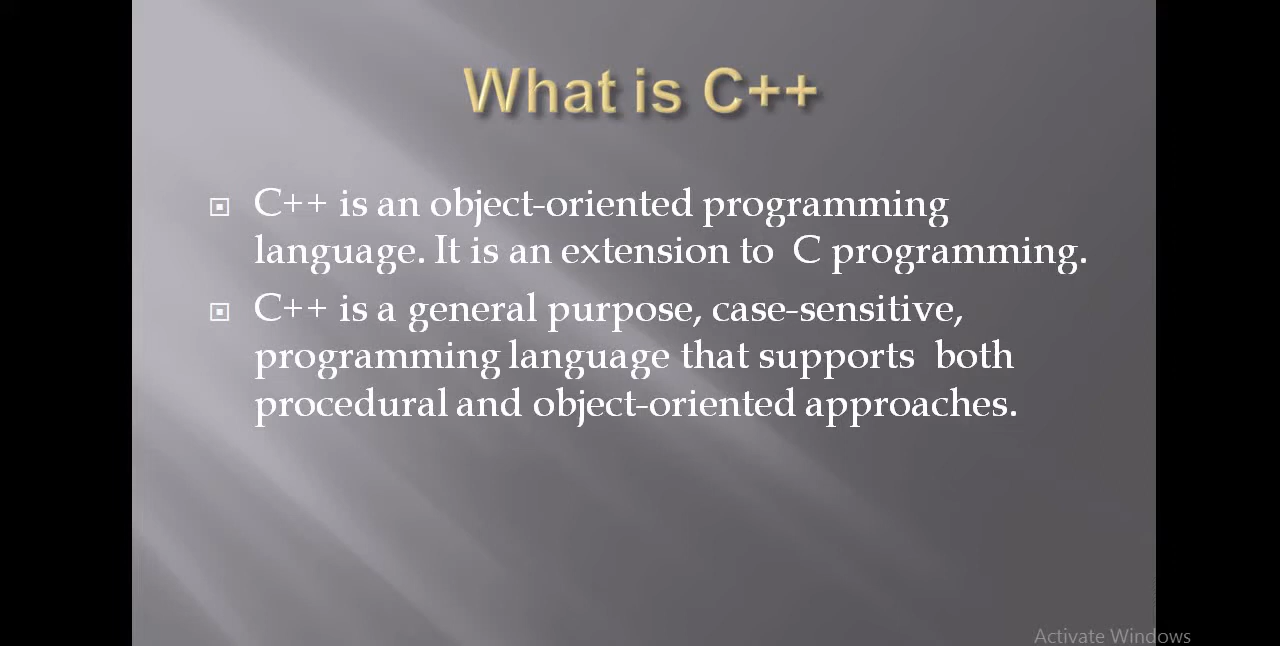 What is C++
C++ is an object-oriented programming
language. It is an extension to  C programming.
C++ is a general purpose, case-sensitive,
programming language that supports  both
procedural and object-oriented approaches.
Activate Windows